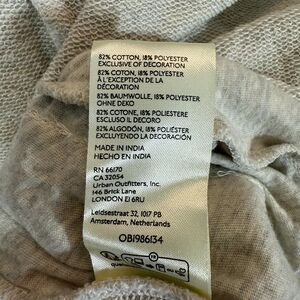 82% COTTON, 18% POLYESTER
EXCLUSIVE OF DECORATION
82% COTON, 18% POLYESTER
À L'EXCEPTION DE LA
DÉCORATION
82% BAUMWOLLE, 18% POLYESTER
OHNE DEKO
82% COTONE, 18% POLIESTERE
ESCLUSO IL DECORO
82% ALGODÓN, 18% POLIÉSTER
EXCLUYENDO LA DECORACIÓN
MADE IN INDIA
HECHO EN INDIA
RN 66170
CA 32054
Urban Outfitters, Inc.
146 Brick Lane
LONDON E1 6RU
Leidsestraat 32, 1017 PB
Amsterdam, Netherlands
OB1986134